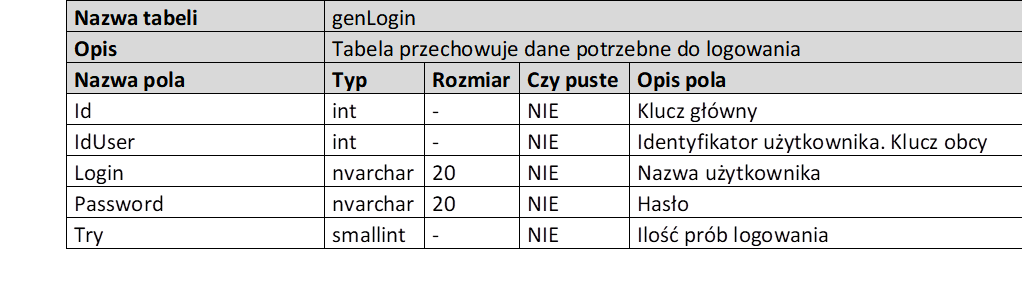 Nazwa tabeli genLogin
Opis Tabela przechowuje dane potrzebne do logowania
Nazwa pola Typ Rozmiar Czy puste Opis pola
Id int - NIE Klucz główny
IdUser int - NIE Identyfikator użytkownika. Klucz obcy
Login nvarchar 20 NIE Nazwa użytkownika
Password nvarchar 20 NIE Hasło
Try smallint - NIE Ilość prób logowania